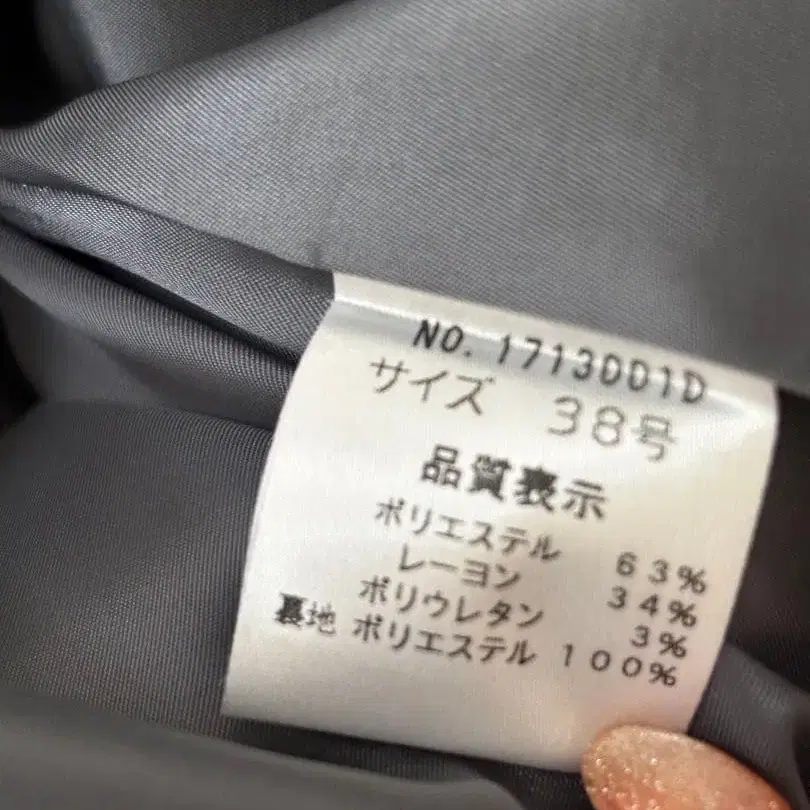 NO. 1713001D
サイズ 38号
品質表示
ポリエステル 63%
レーヨン 34%
ポリウレタン 3%
裏地 ポリエステル 100%